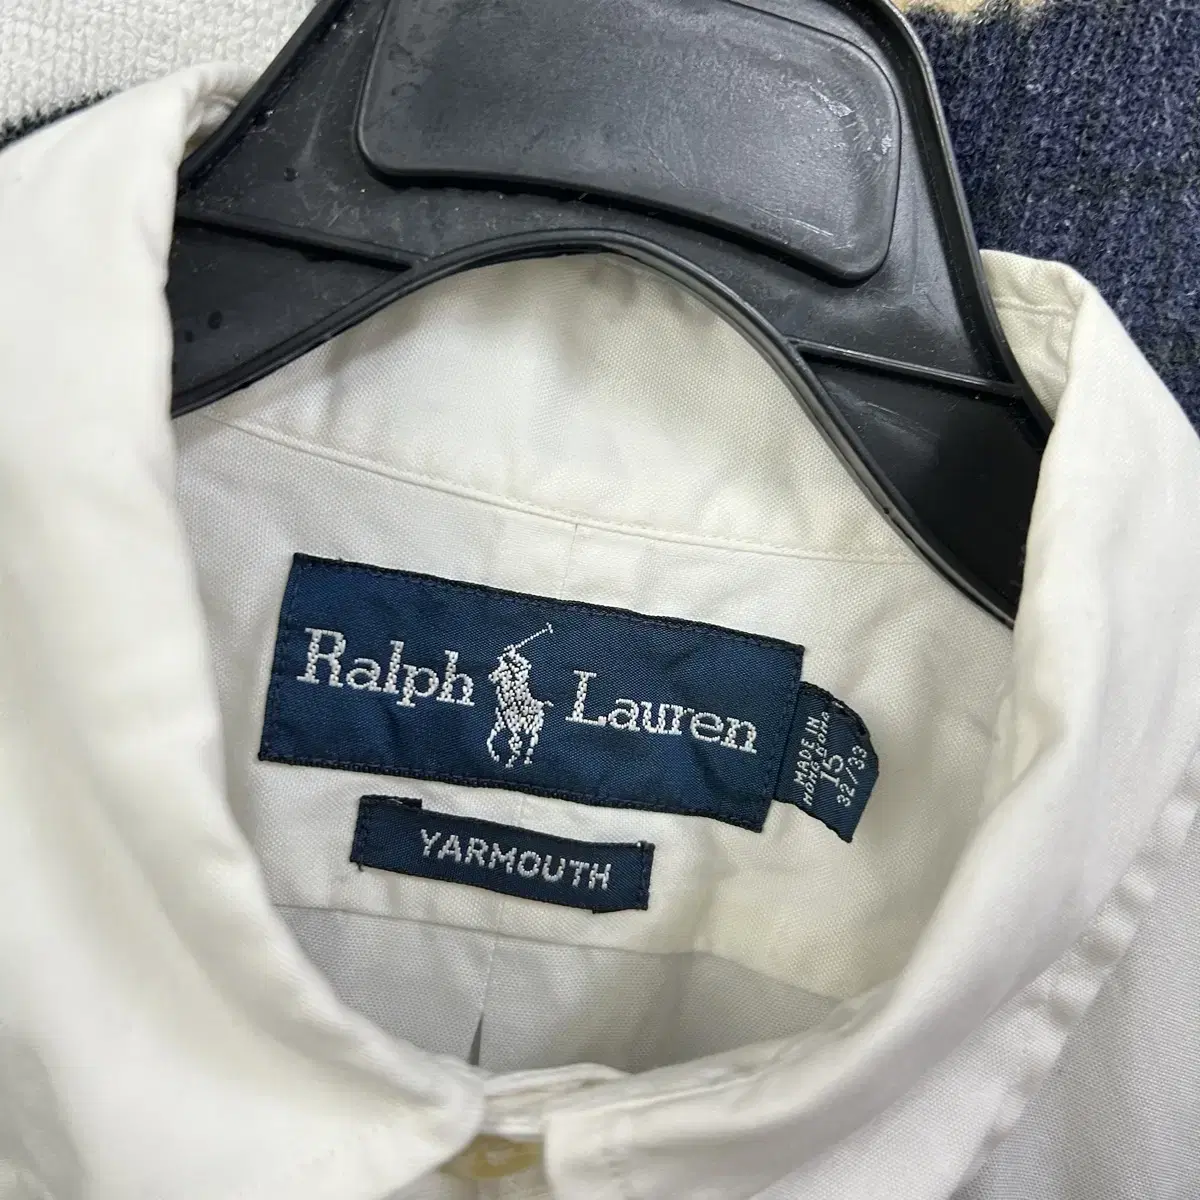 Ralph Lauren
YARMOUTH
MADE IN
HONG KONG
15
32/33